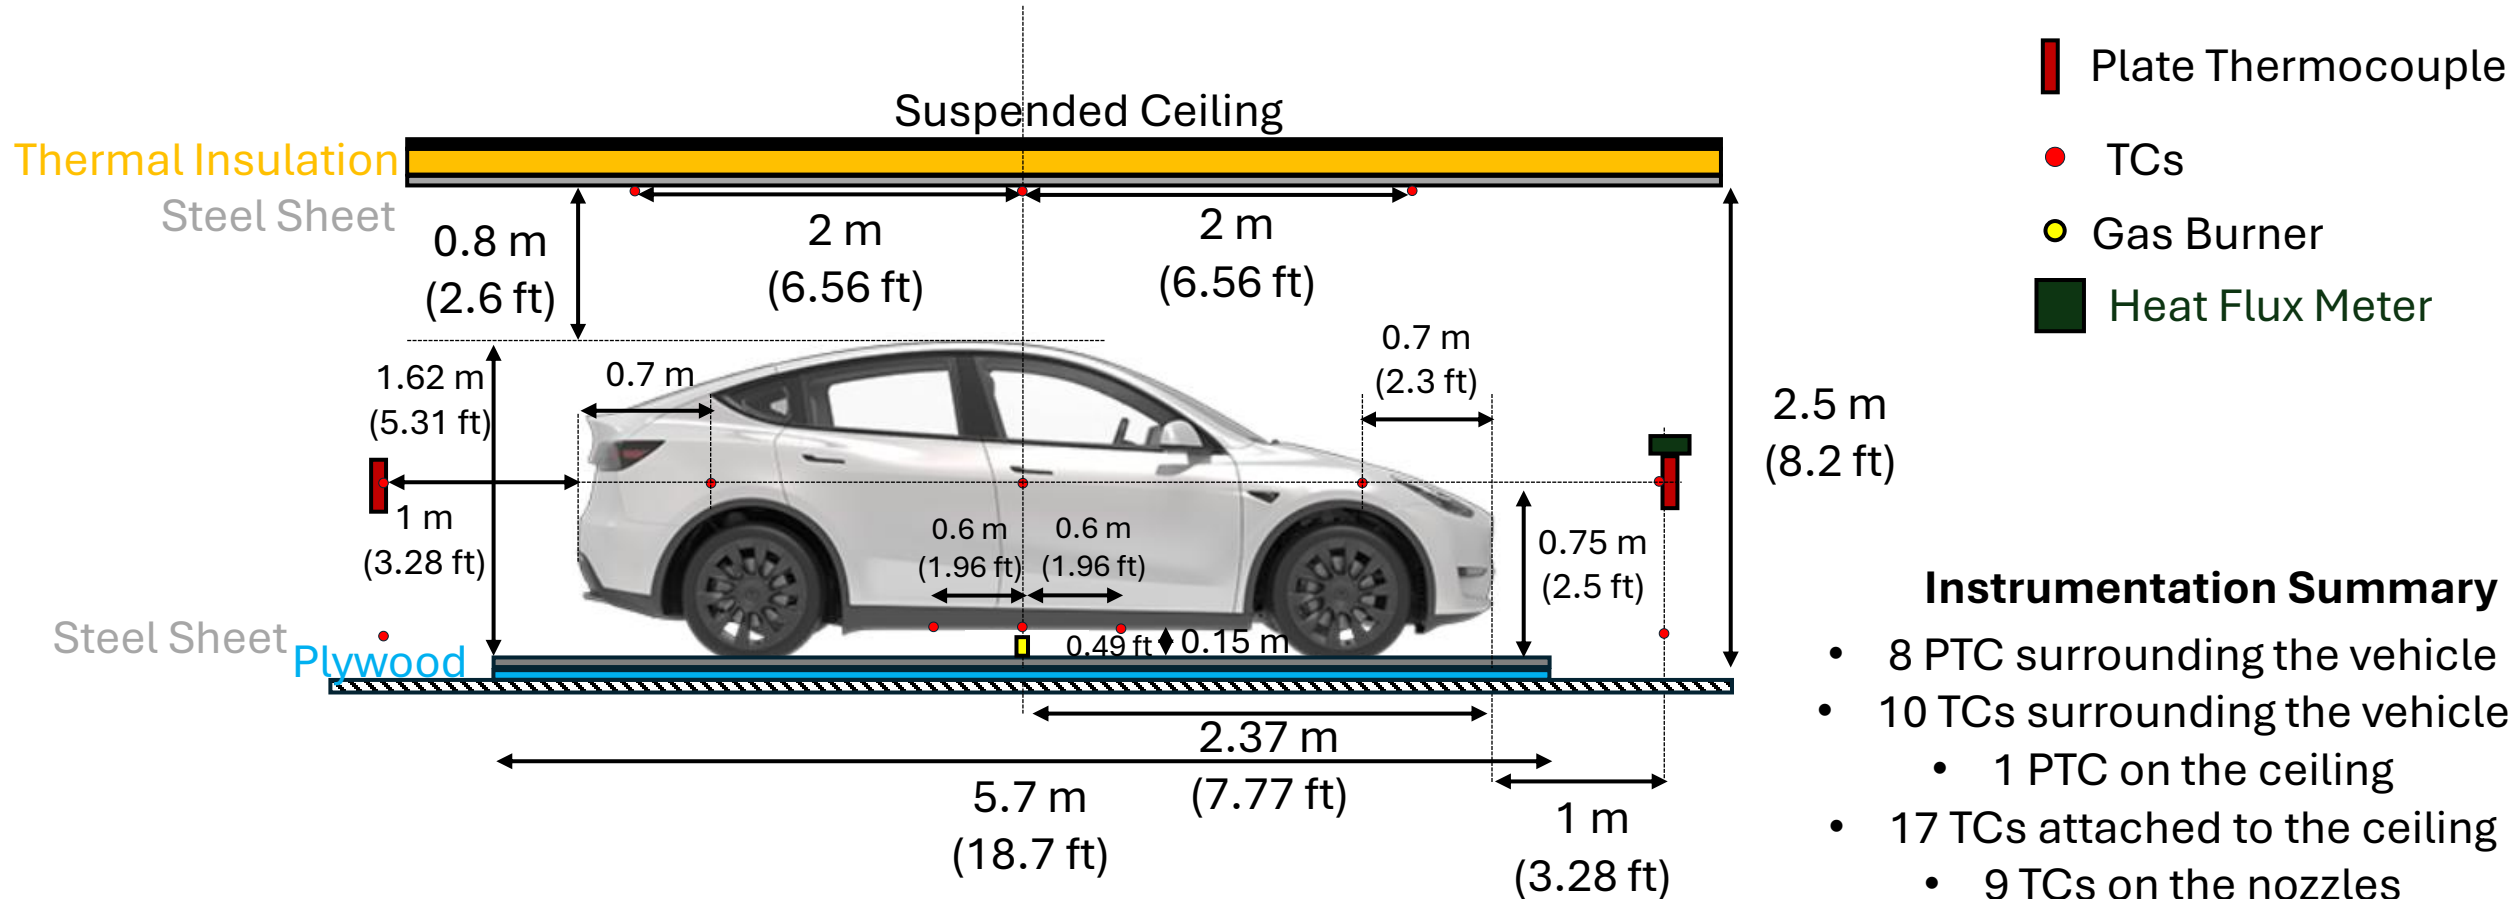 Plate Thermocouple
Suspended Ceiling
Thermal Insulation
TCs
Steel Sheet
Gas Burner
0.8 m
(2.6 ft)
2 m
(6.56 ft)
2 m
(6.56 ft)
Heat Flux Meter
1.62 m
(5.31 ft)
0.7 m
0.7 m
(2.3 ft)
2.5 m
(8.2 ft)
1 m
(3.28 ft)
0.6 m
(1.96 ft)
0.6 m
(1.96 ft)
0.75 m
(2.5 ft)
Steel Sheet
Plywood
0.49 ft
0.15 m
2.37 m
(7.77 ft)
5.7 m
(18.7 ft)
1 m
(3.28 ft)
Instrumentation Summary
• 8 PTC surrounding the vehicle
• 10 TCs surrounding the vehicle
• 1 PTC on the ceiling
• 17 TCs attached to the ceiling
• 9 TCs on the nozzles